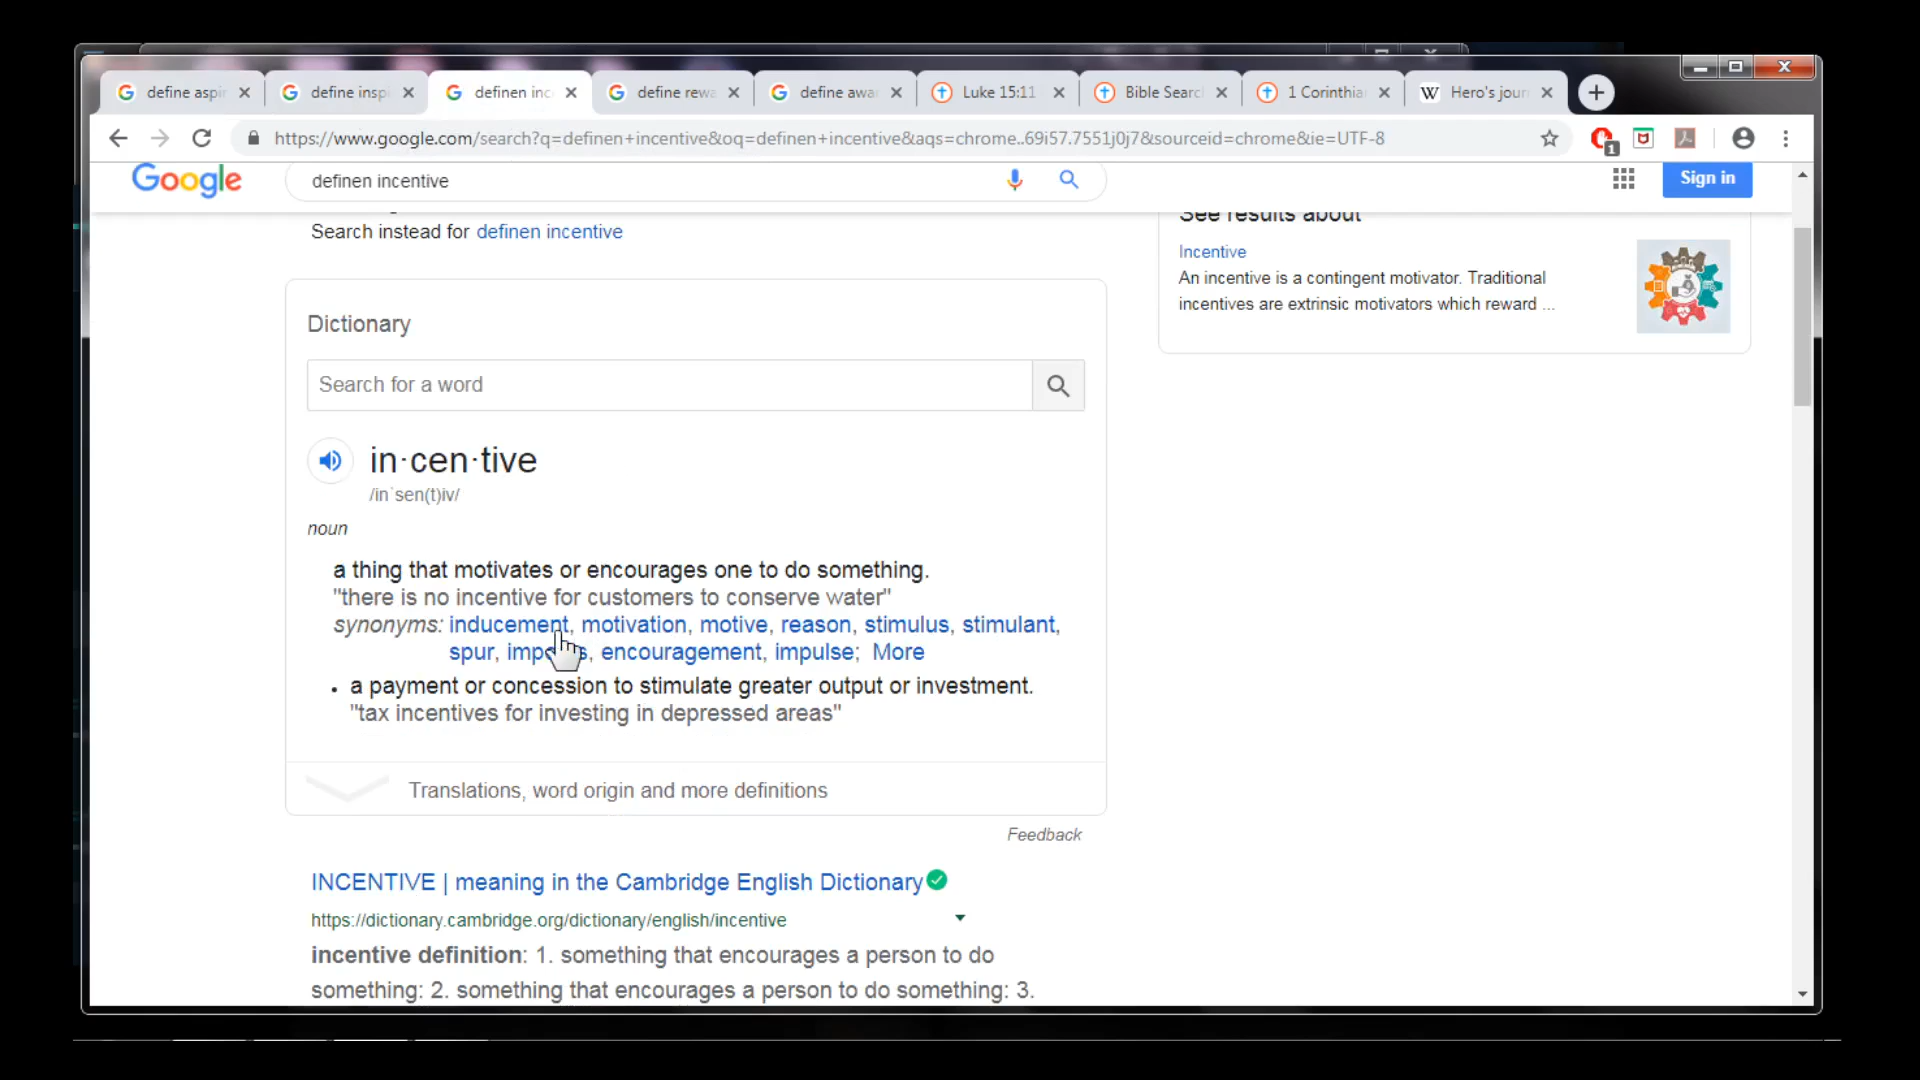 define aspir
define inspi
definen inc
define rewa
define awa
Luke 15:11
Bible Searc
1 Corinthia
W Hero's jour
https://www.google.com/search?q=definen+incentive&oq=definen+incentive&aqs=chrome..69i57.7551j0j7&sourceid=chrome&ie=UTF-8
1
Google
definen incentive
Sign in
Search instead for definen incentive
See results about
Incentive
An incentive is a contingent motivator. Traditional
incentives are extrinsic motivators which reward ...
Dictionary
Search for a word
in·cen·tive
/inˈsen(t)iv/
noun
a thing that motivates or encourages one to do something.
"there is no incentive for customers to conserve water"
synonyms: inducement, motivation, motive, reason, stimulus, stimulant,
spur, encouragement, impulse; More
• a payment or concession to stimulate greater output or investment.
"tax incentives for investing in depressed areas"
Translations, word origin and more definitions
Feedback
INCENTIVE | meaning in the Cambridge English Dictionary
https://dictionary.cambridge.org/dictionary/english/incentive
incentive definition: 1. something that encourages a person to do
something: 2. something that encourages a person to do something: 3.